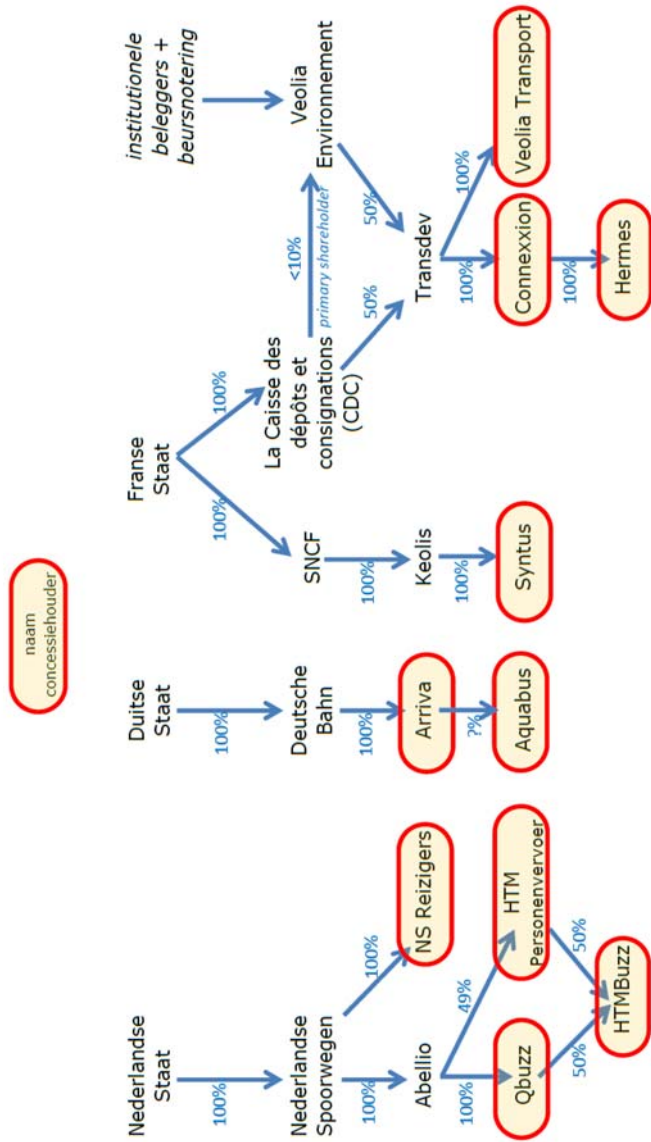 naam
concessiehouder
Nederlandse
Staat
Duitse
Staat
Franse
Staat
institutionele
beleggers +
beursnotering
100%
100%
100%
100%
Nederlandse
Spoorwegen
Deutsche
Bahn
SNCF
La Caisse des
dépôts et
consignations
(CDC)
<10%
primary shareholder
Veolia
Environnement
100%
100%
100%
100%
50%
50%
Abellio
NS Reizigers
Arriva
Keolis
Transdev
100%
49%
?%
100%
100%
100%
Qbuzz
HTM
Personenvervoer
Aquabus
Syntus
Connexxion
Veolia Transport
50%
50%
100%
HTMBuzz
Hermes